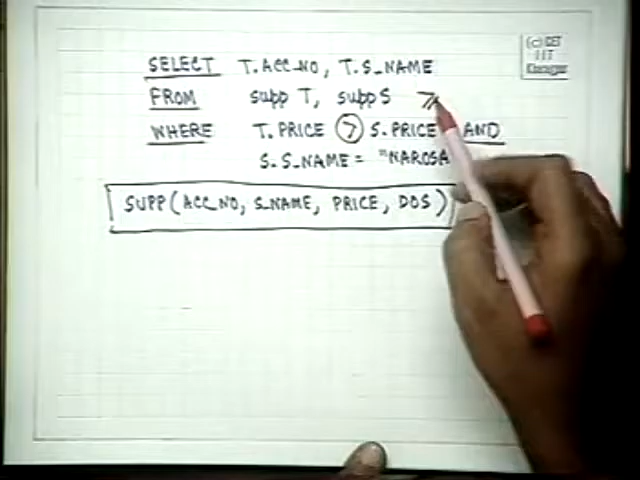 SELECT T.ACC_NO, T.S_NAME
FROM supp T, supp S >
WHERE T.PRICE > S.PRICE AND
S.S_NAME = "NAROSA
SUPP(ACC_NO, S_NAME, PRICE, DOS)
(c) CET
IIT
Kharagpur